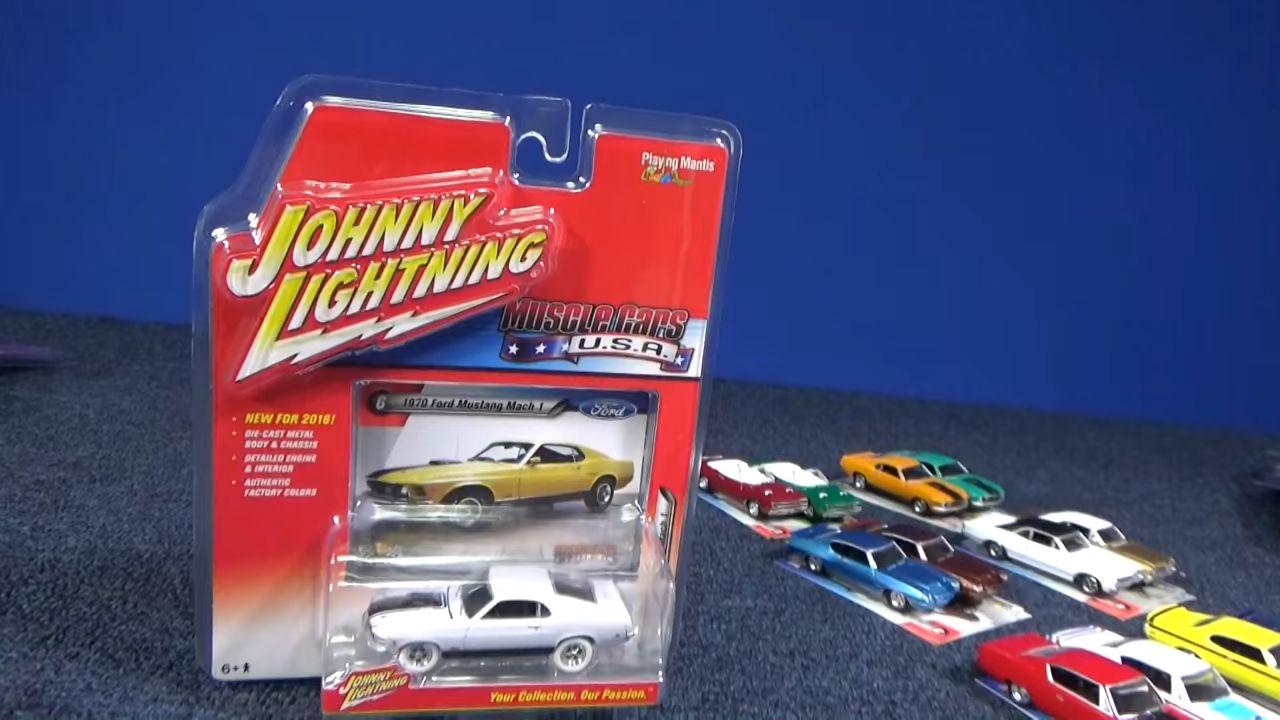 Playing Mantis
JOHNNY
LIGHTNING
MUSCLE CARS
U.S.A.
6 1970 Ford Mustang Mach 1
Ford
• NEW FOR 2016!
• DIE-CAST METAL
BODY & CHASSIS
• DETAILED ENGINE
& INTERIOR
• AUTHENTIC
FACTORY COLORS
6+
JOHNNY
LIGHTNING
Your Collection. Our Passion.™